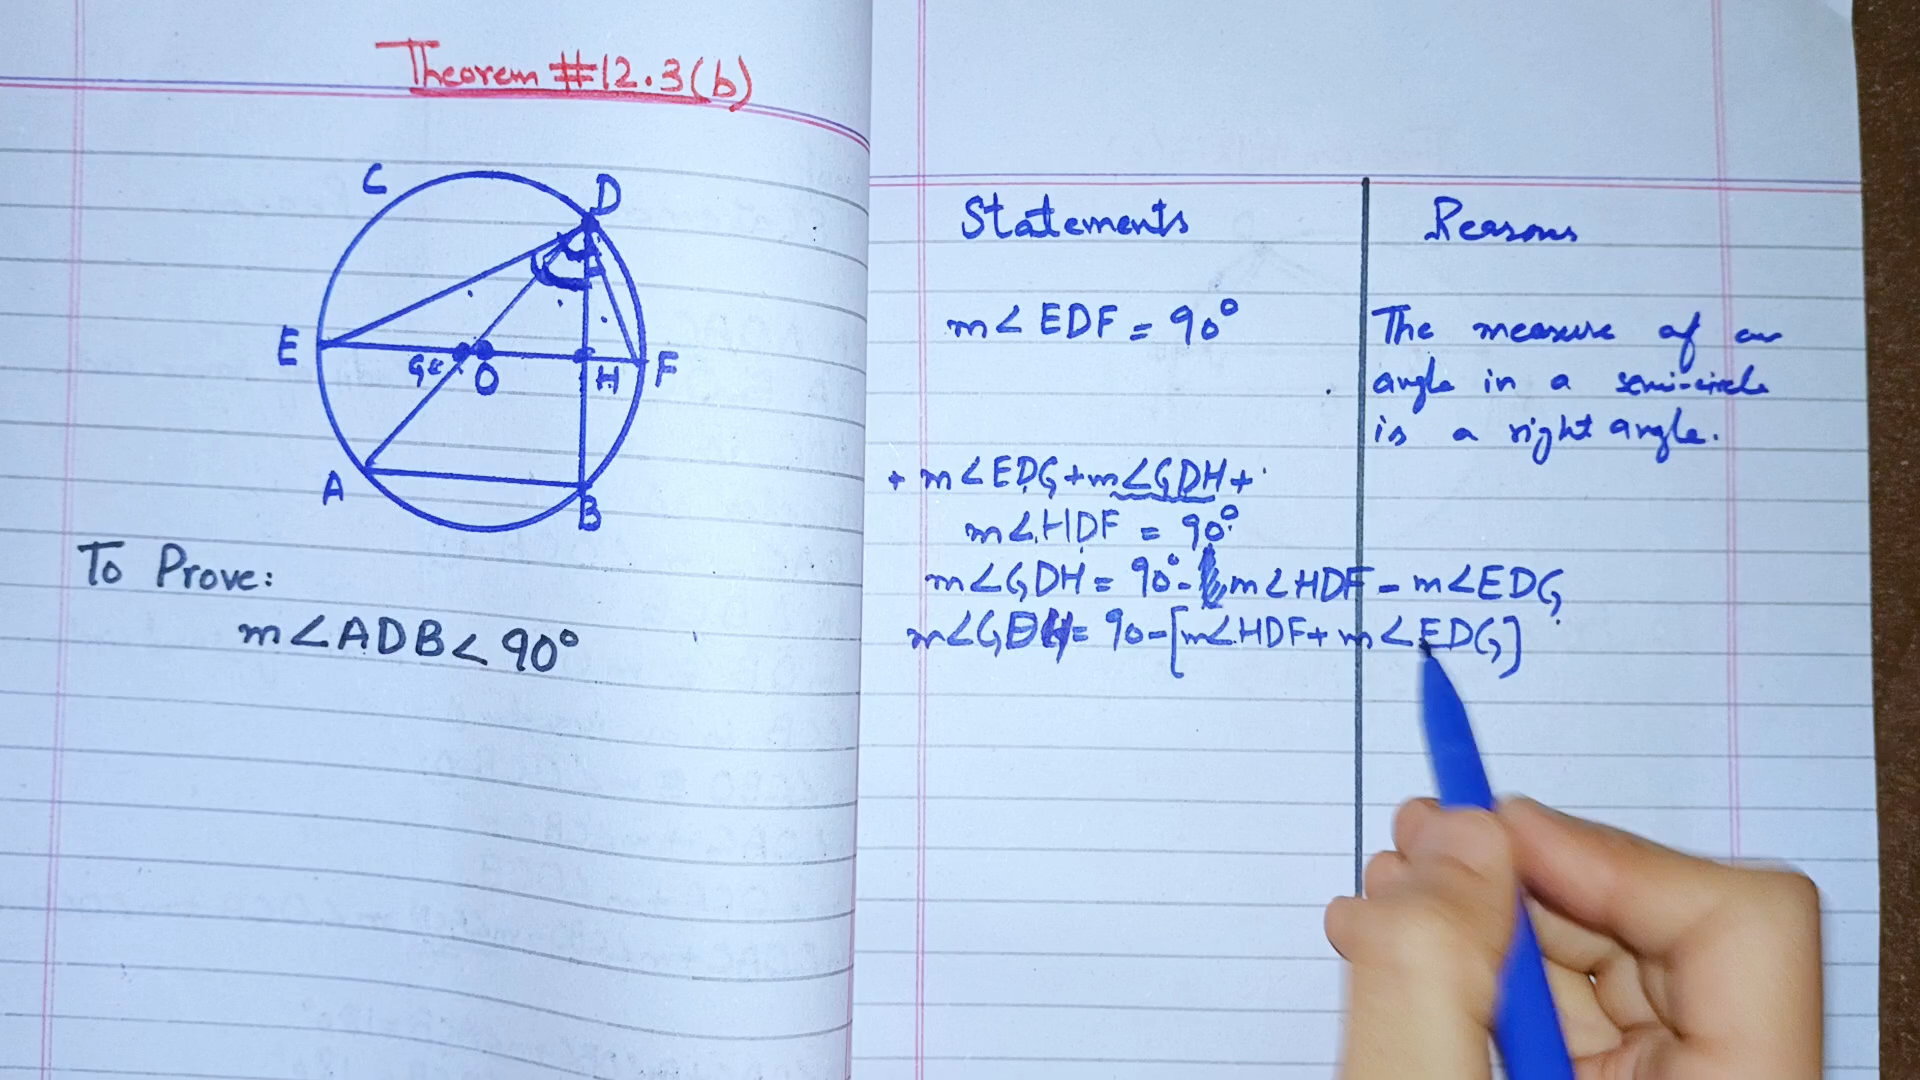 Theorem #12.3(b)
C
D
E
G
O
H
F
A
B
To Prove:
m∠ADB<90°
Statements
Reasons
m∠EDF = 90°
The measure of an
angle in a semi-circle
is a right angle.
m∠EDG+m∠GDH+
m∠HDF = 90°
m∠GDH = 90°- m∠HDF - m∠EDG
m∠GDH = 90-[m∠HDF+m∠EDG]